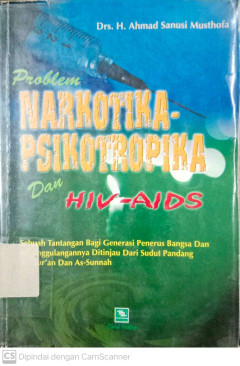 Drs. H. Ahmad Sanusi Musthofa
Problem
NARKOTIKA-
PSIKOTROPIKA
Dan
HIV-AIDS
Sebuah Tantangan Bagi Generasi Penerus Bangsa Dan
Ditinjau Dari Sudut Pandang
Dan As-Sunnah
CS Dipindai dengan CamScanner